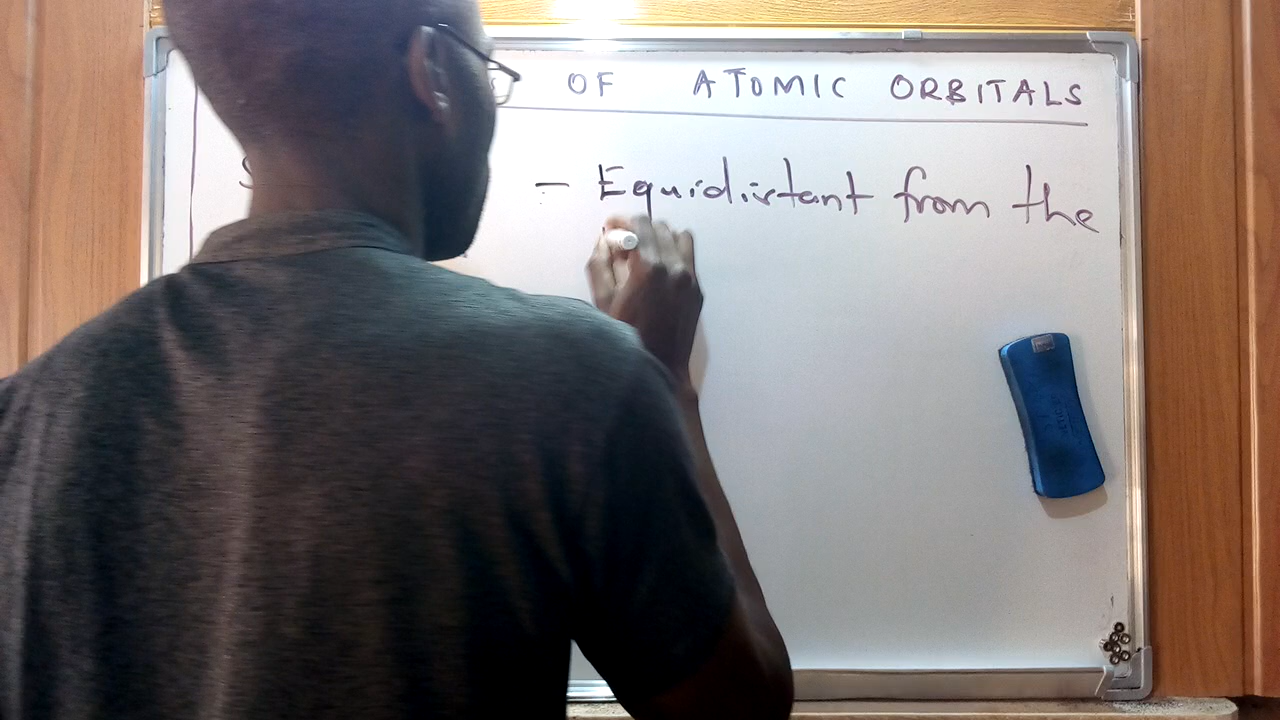 OF ATOMIC ORBITALS
- Equidistant from the